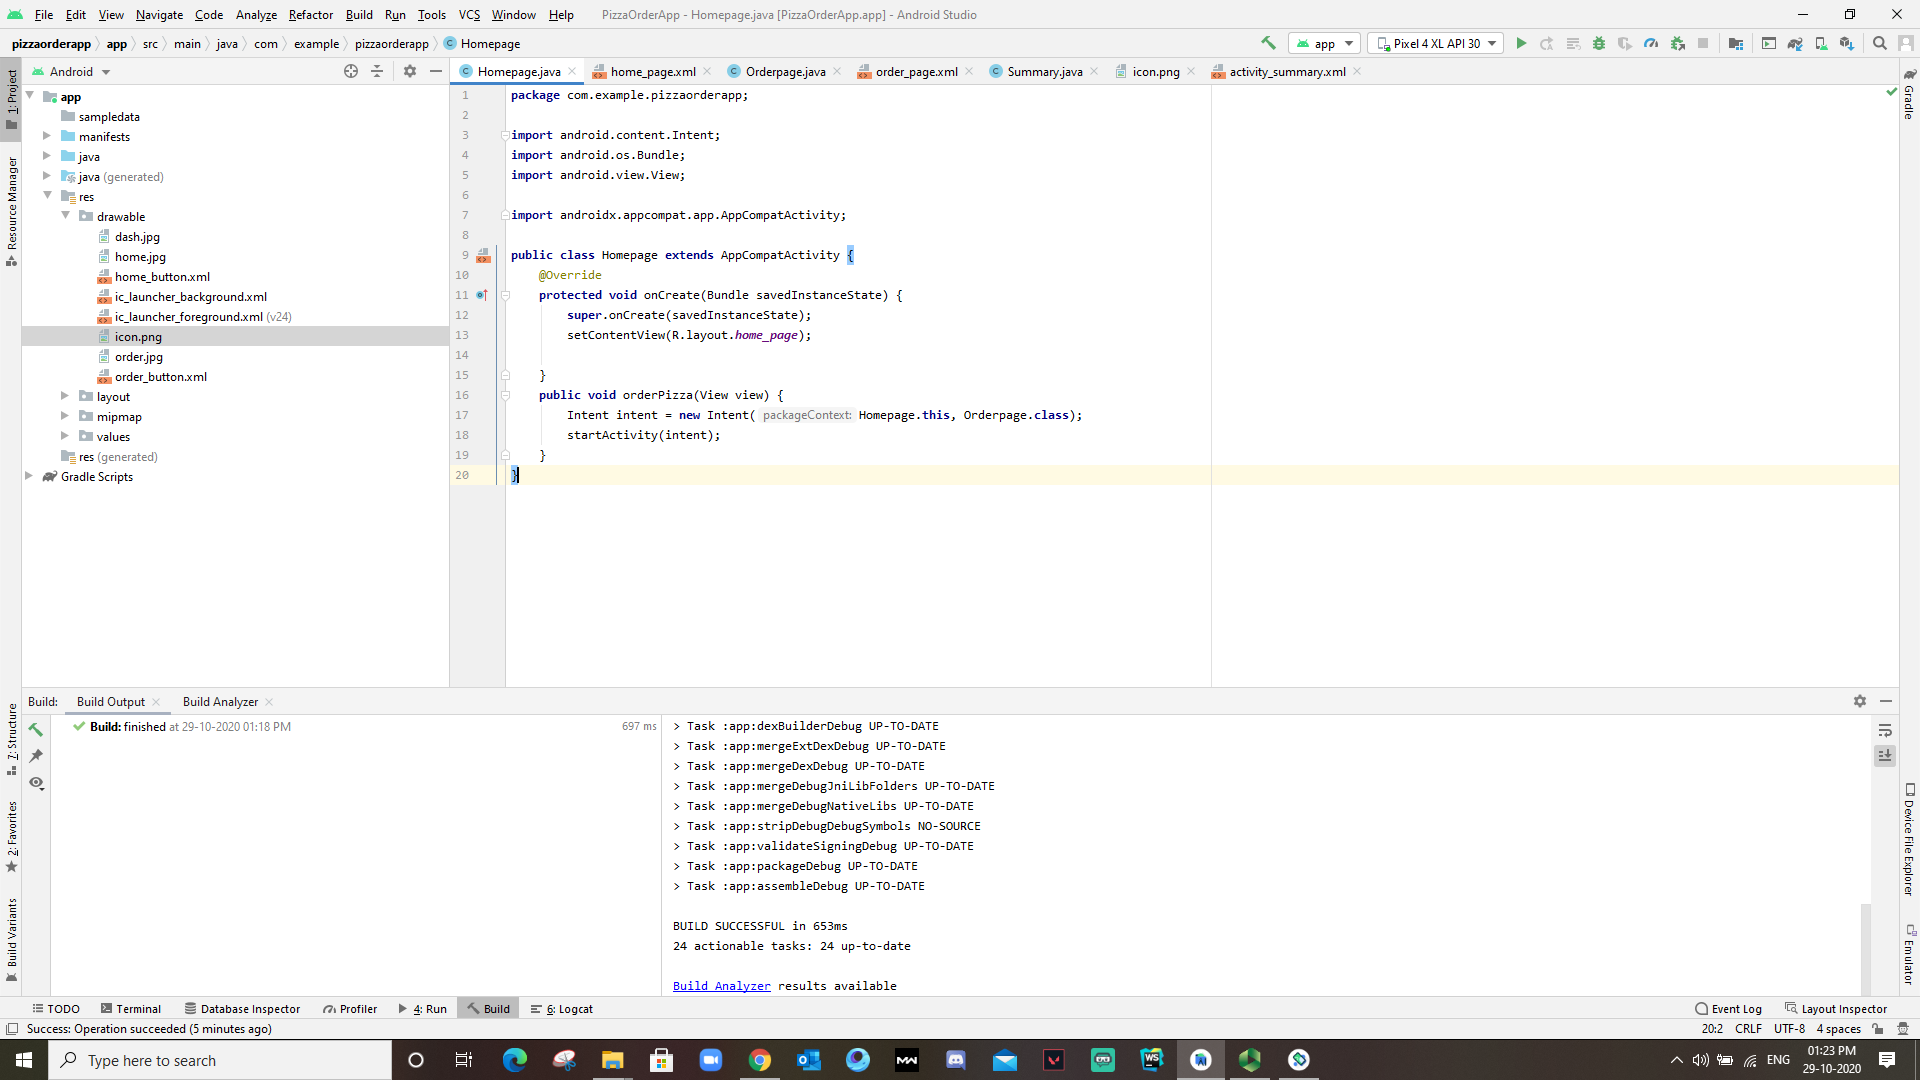 File Edit View Navigate Code Analyze Refactor Build Run Tools VCS Window Help PizzaOrderApp - Homepage.java [PizzaOrderApp.app] - Android Studio
pizzaorderapp app src main java com example pizzaorderapp Homepage app Pixel 4 XL API 30
Android Homepage.java home_page.xml Orderpage.java order_page.xml Summary.java icon.png activity_summary.xml
1: Project
Resource Manager
7: Structure
2: Favorites
Build Variants
app
sampledata
manifests
java
java (generated)
res
drawable
dash.jpg
home.jpg
home_button.xml
ic_launcher_background.xml
ic_launcher_foreground.xml (v24)
icon.png
order.jpg
order_button.xml
layout
mipmap
values
res (generated)
Gradle Scripts
1 package com.example.pizzaorderapp;
2
3 import android.content.Intent;
4 import android.os.Bundle;
5 import android.view.View;
6
7 import androidx.appcompat.app.AppCompatActivity;
8
9 public class Homepage extends AppCompatActivity {
10 @Override
11 protected void onCreate(Bundle savedInstanceState) {
12 super.onCreate(savedInstanceState);
13 setContentView(R.layout.home_page);
14
15 }
16 public void orderPizza(View view) {
17 Intent intent = new Intent( packageContext: Homepage.this, Orderpage.class);
18 startActivity(intent);
19 }
20 }
Gradle
Device File Explorer
Emulator
Build: Build Output Build Analyzer
Build: finished at 29-10-2020 01:18 PM 697 ms
> Task :app:dexBuilderDebug UP-TO-DATE
> Task :app:mergeExtDexDebug UP-TO-DATE
> Task :app:mergeDexDebug UP-TO-DATE
> Task :app:mergeDebugJniLibFolders UP-TO-DATE
> Task :app:mergeDebugNativeLibs UP-TO-DATE
> Task :app:stripDebugDebugSymbols NO-SOURCE
> Task :app:validateSigningDebug UP-TO-DATE
> Task :app:packageDebug UP-TO-DATE
> Task :app:assembleDebug UP-TO-DATE
BUILD SUCCESSFUL in 653ms
24 actionable tasks: 24 up-to-date
Build Analyzer results available
TODO Terminal Database Inspector Profiler 4: Run Build 6: Logcat Event Log Layout Inspector
Success: Operation succeeded (5 minutes ago) 20:2 CRLF UTF-8 4 spaces
Type here to search MW WS ENG 01:23 PM
29-10-2020